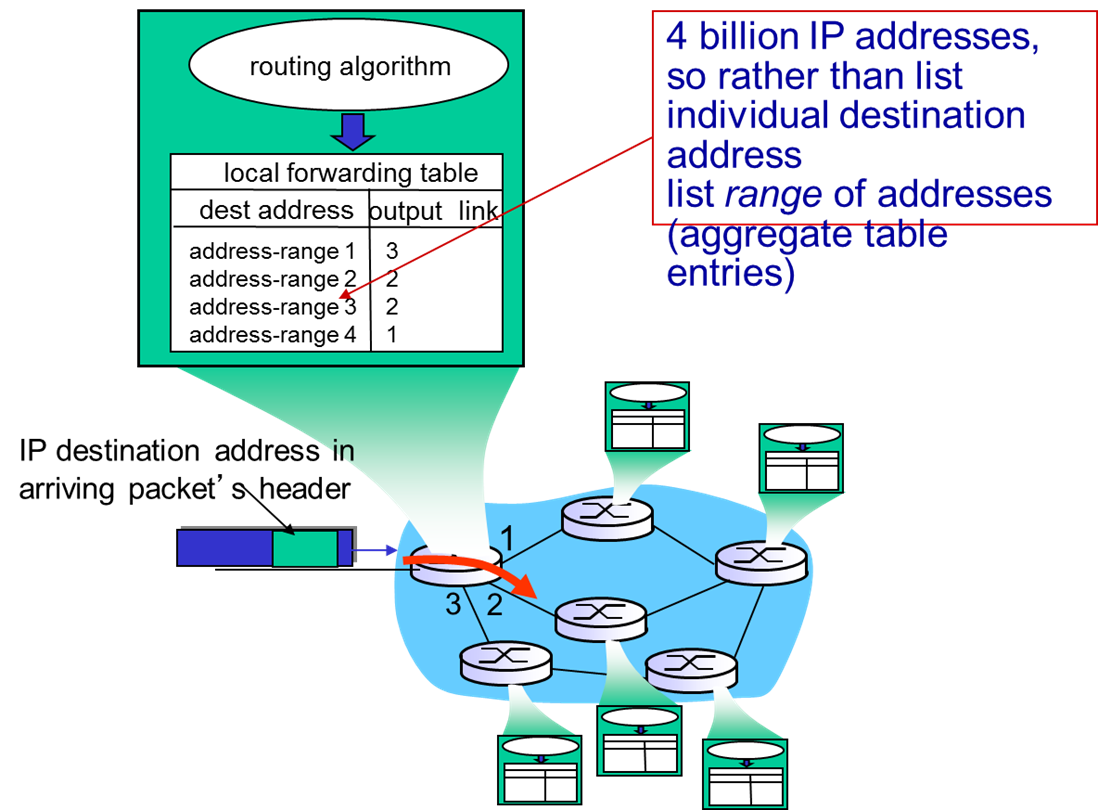 routing algorithm
local forwarding table
dest address output link
address-range 1 3
address-range 2 2
address-range 3 2
address-range 4 1
4 billion IP addresses,
so rather than list
individual destination
address
list range of addresses
(aggregate table
entries)
IP destination address in
arriving packet’s header
1
3 2